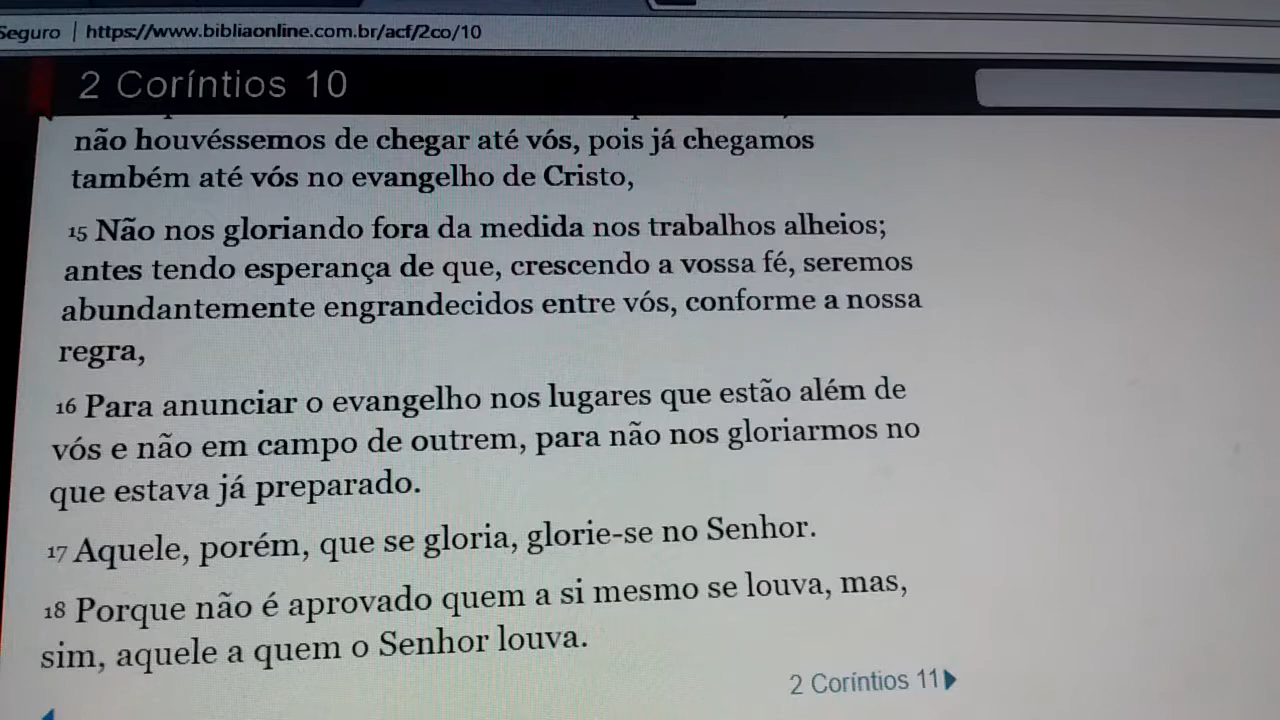 Seguro | https://www.bibliaonline.com.br/acf/2co/10
2 Coríntios 10
não houvéssemos de chegar até vós, pois já chegamos
também até vós no evangelho de Cristo,
15 Não nos gloriando fora da medida nos trabalhos alheios;
antes tendo esperança de que, crescendo a vossa fé, seremos
abundantemente engrandecidos entre vós, conforme a nossa
regra,
16 Para anunciar o evangelho nos lugares que estão além de
vós e não em campo de outrem, para não nos gloriarmos no
que estava já preparado.
17 Aquele, porém, que se gloria, glorie-se no Senhor.
18 Porque não é aprovado quem a si mesmo se louva, mas,
sim, aquele a quem o Senhor louva.
2 Coríntios 11